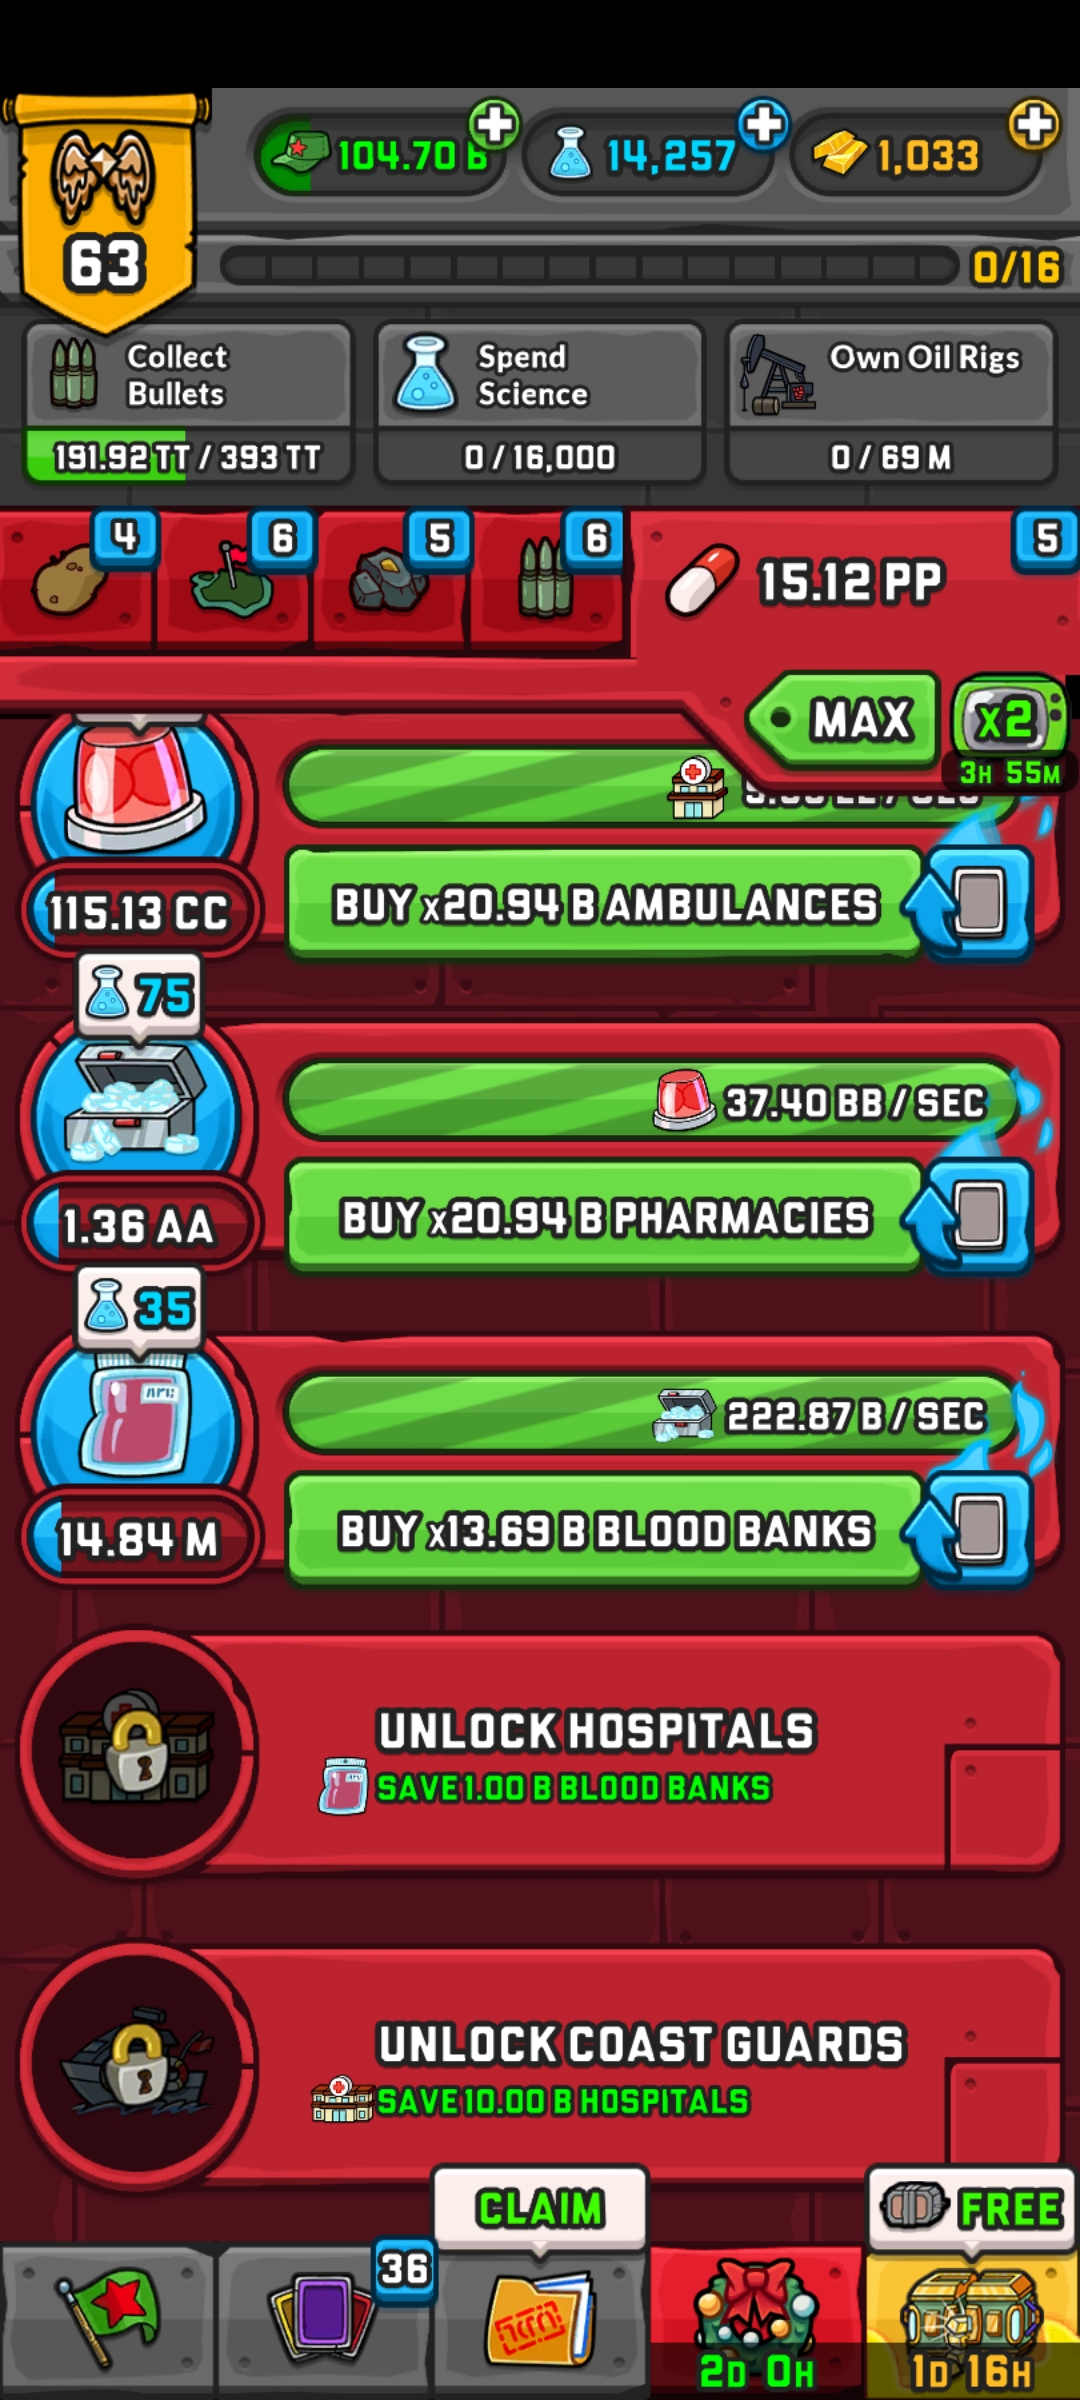 104.70 B
14,257
1,033
63
0/16
Collect
Bullets
191.92 TT / 393 TT
Spend
Science
0 / 16,000
Own Oil Rigs
0 / 69 M
4
6
5
6
15.12 PP
5
MAX
x2
3H 55M
115.13 CC
BUY x20.94 B AMBULANCES
75
37.40 BB / SEC
1.36 AA
BUY x20.94 B PHARMACIES
35
222.87 B / SEC
14.84 M
BUY x13.69 B BLOOD BANKS
UNLOCK HOSPITALS
SAVE 1.00 B BLOOD BANKS
UNLOCK COAST GUARDS
SAVE 10.00 B HOSPITALS
CLAIM
FREE
36
2D 0H
1D 16H